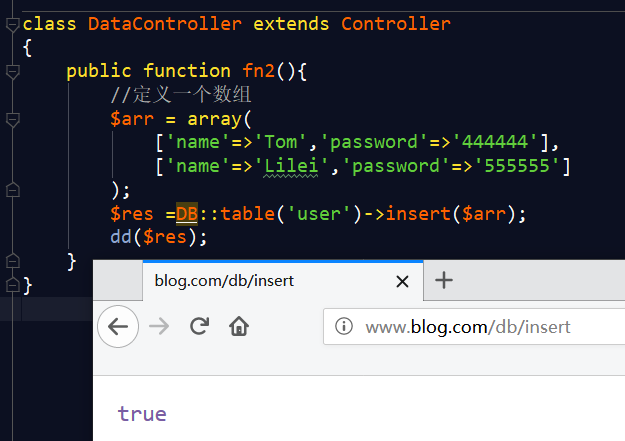 class DataController extends Controller
{
public function fn2(){
//定义一个数组
$arr = array(
['name'=>'Tom','password'=>'444444'],
['name'=>'Lilei','password'=>'555555']
);
$res =DB::table('user')->insert($arr);
dd($res);
}
}
blog.com/db/insert
www.blog.com/db/insert
true